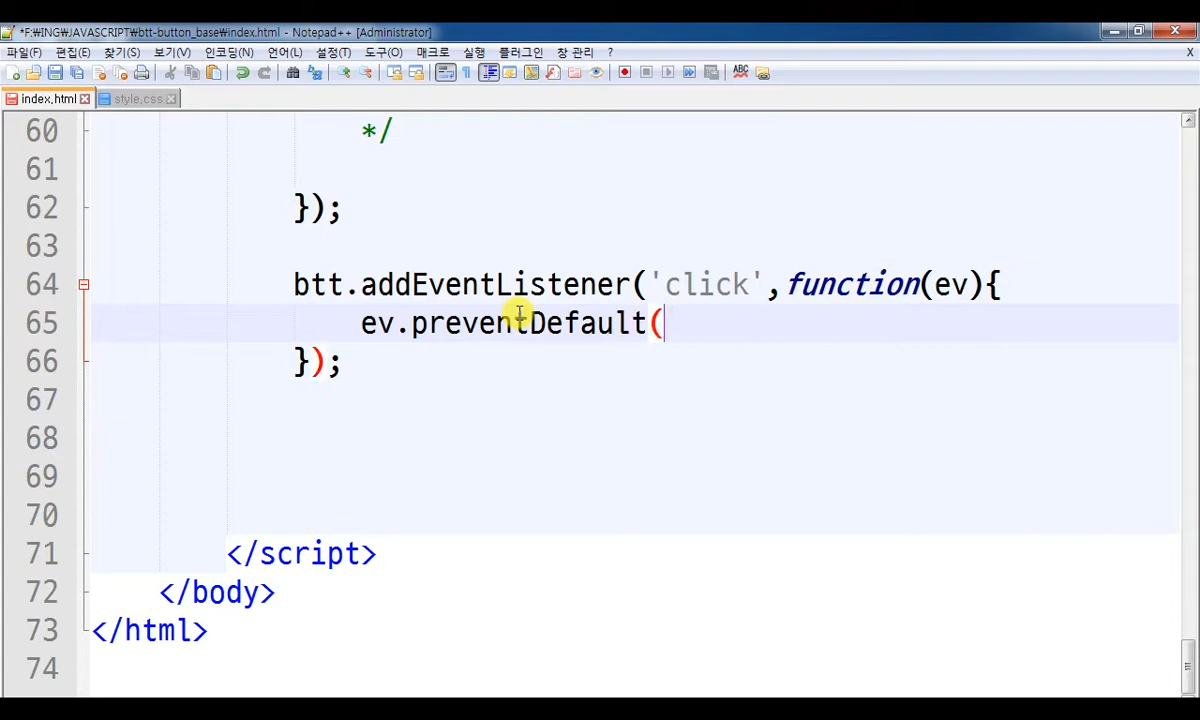 *F:₩ING₩JAVASCRIPT₩btt-button_base₩index.html - Notepad++ [Administrator]
파일(F) 편집(E) 찾기(S) 보기(V) 인코딩(N) 언어(L) 설정(T) 도구(O) 매크로 실행 플러그인 창 관리 ? X
index.html style.css
60 */
61
62 });
63
64 btt.addEventListener('click',function(ev){
65 ev.preventDefault(
66 });
67
68
69
70
71 </script>
72 </body>
73 </html>
74